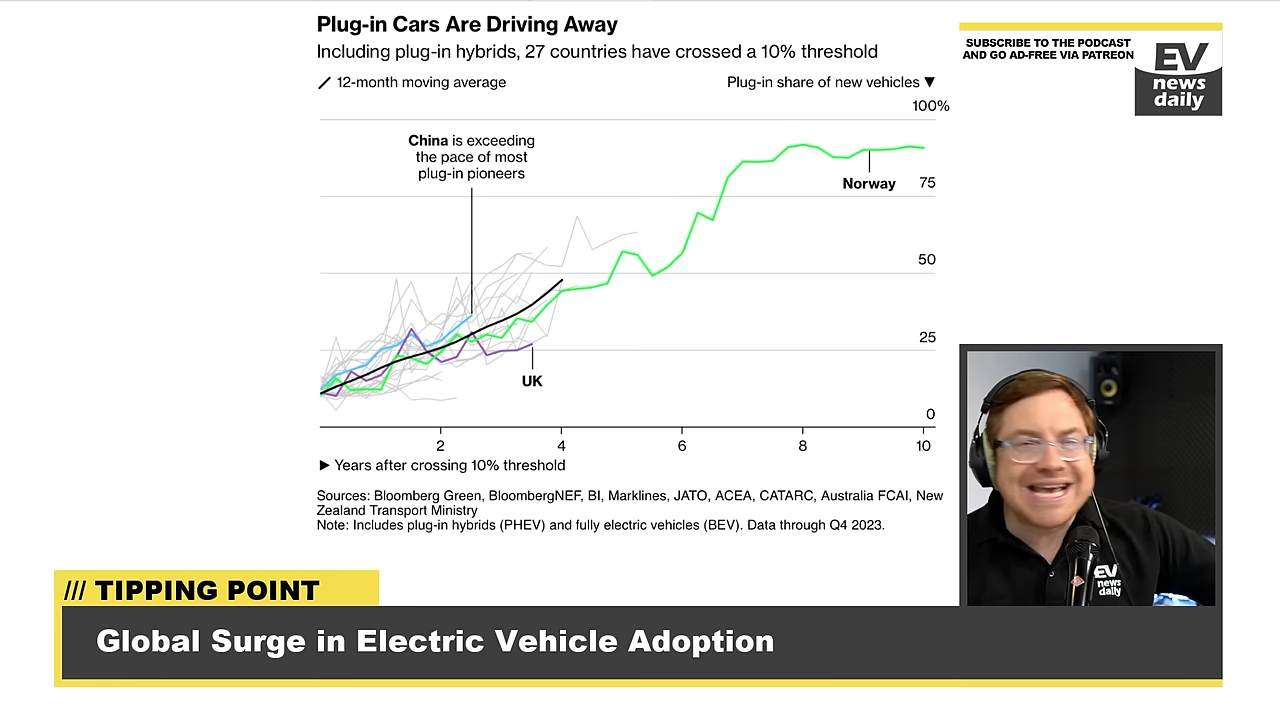 Plug-in Cars Are Driving Away
Including plug-in hybrids, 27 countries have crossed a 10% threshold
12-month moving average
Plug-in share of new vehicles ▼
100%
China is exceeding
the pace of most
plug-in pioneers
Norway
75
50
25
UK
0
2 4 6 8 10
▶ Years after crossing 10% threshold
Sources: Bloomberg Green, BloombergNEF, BI, Marklines, JATO, ACEA, CATARC, Australia FCAI, New
Zealand Transport Ministry
Note: Includes plug-in hybrids (PHEV) and fully electric vehicles (BEV). Data through Q4 2023.
SUBSCRIBE TO THE PODCAST
AND GO AD-FREE VIA PATREON
EV
news
daily
EV
news
daily
/// TIPPING POINT
Global Surge in Electric Vehicle Adoption